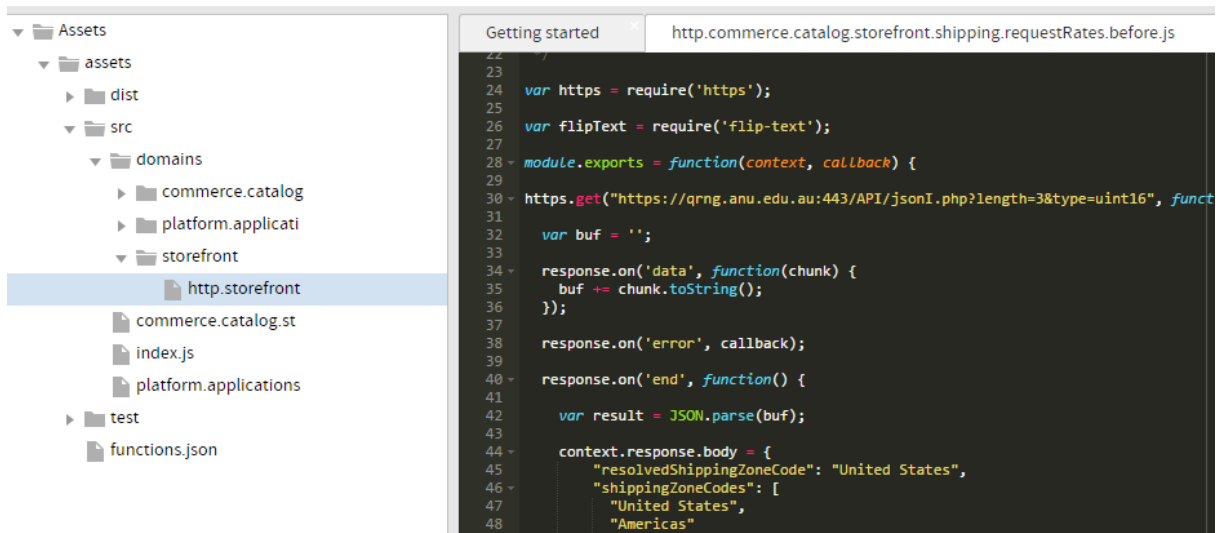 Assets
assets
dist
src
domains
commerce.catalog
platform.applicati
storefront
http.storefront
commerce.catalog.st
index.js
platform.applications
test
functions.json
Getting started
http.commerce.catalog.storefront.shipping.requestRates.before.js
22 */
23
24 var https = require('https');
25
26 var flipText = require('flip-text');
27
28 module.exports = function(context, callback) {
29
30 https.get("https://qrng.anu.edu.au:443/API/jsonI.php?length=3&type=uint16", funct
31
32 var buf = '';
33
34 response.on('data', function(chunk) {
35 buf += chunk.toString();
36 });
37
38 response.on('error', callback);
39
40 response.on('end', function() {
41
42 var result = JSON.parse(buf);
43
44 context.response.body = {
45 "resolvedShippingZoneCode": "United States",
46 "shippingZoneCodes": [
47 "United States",
48 "Americas"